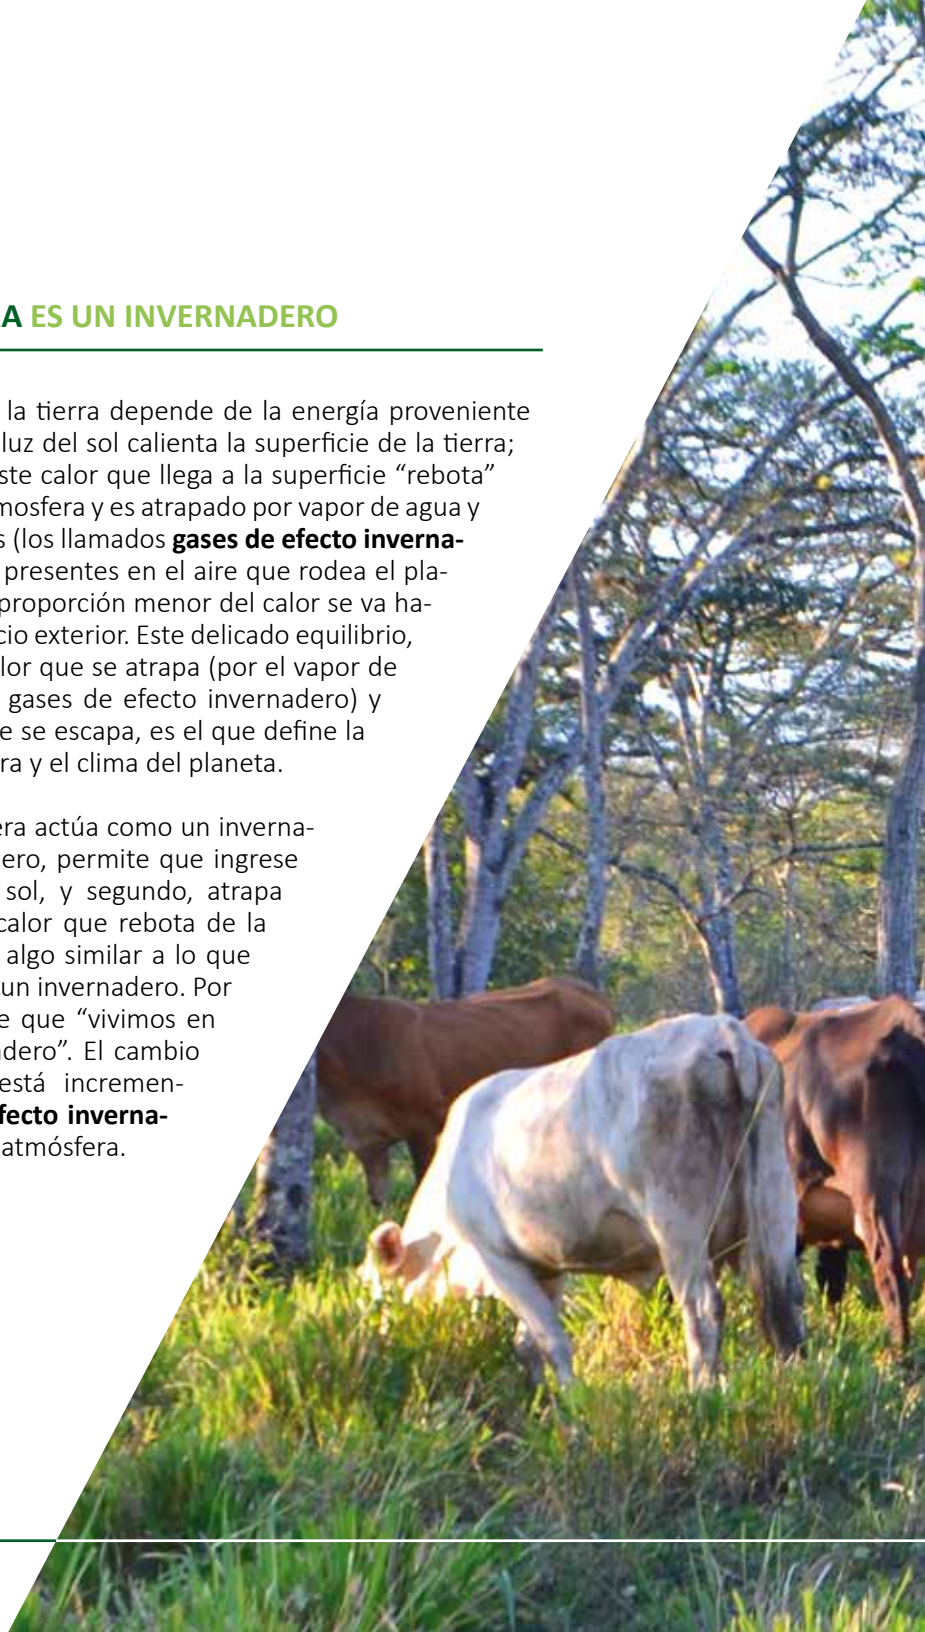 A ES UN INVERNADERO
la tierra depende de la energía proveniente
luz del sol calienta la superficie de la tierra;
ste calor que llega a la superficie “rebota”
mosfera y es atrapado por vapor de agua y
s (los llamados gases de efecto inverna-
presentes en el aire que rodea el pla-
proporción menor del calor se va ha-
cio exterior. Este delicado equilibrio,
lor que se atrapa (por el vapor de
gases de efecto invernadero) y
e se escapa, es el que define la
ra y el clima del planeta.
era actúa como un inverna-
ero, permite que ingrese
sol, y segundo, atrapa
calor que rebota de la
algo similar a lo que
un invernadero. Por
e que “vivimos en
adero”. El cambio
está incremen-
fecto inverna-
atmósfera.